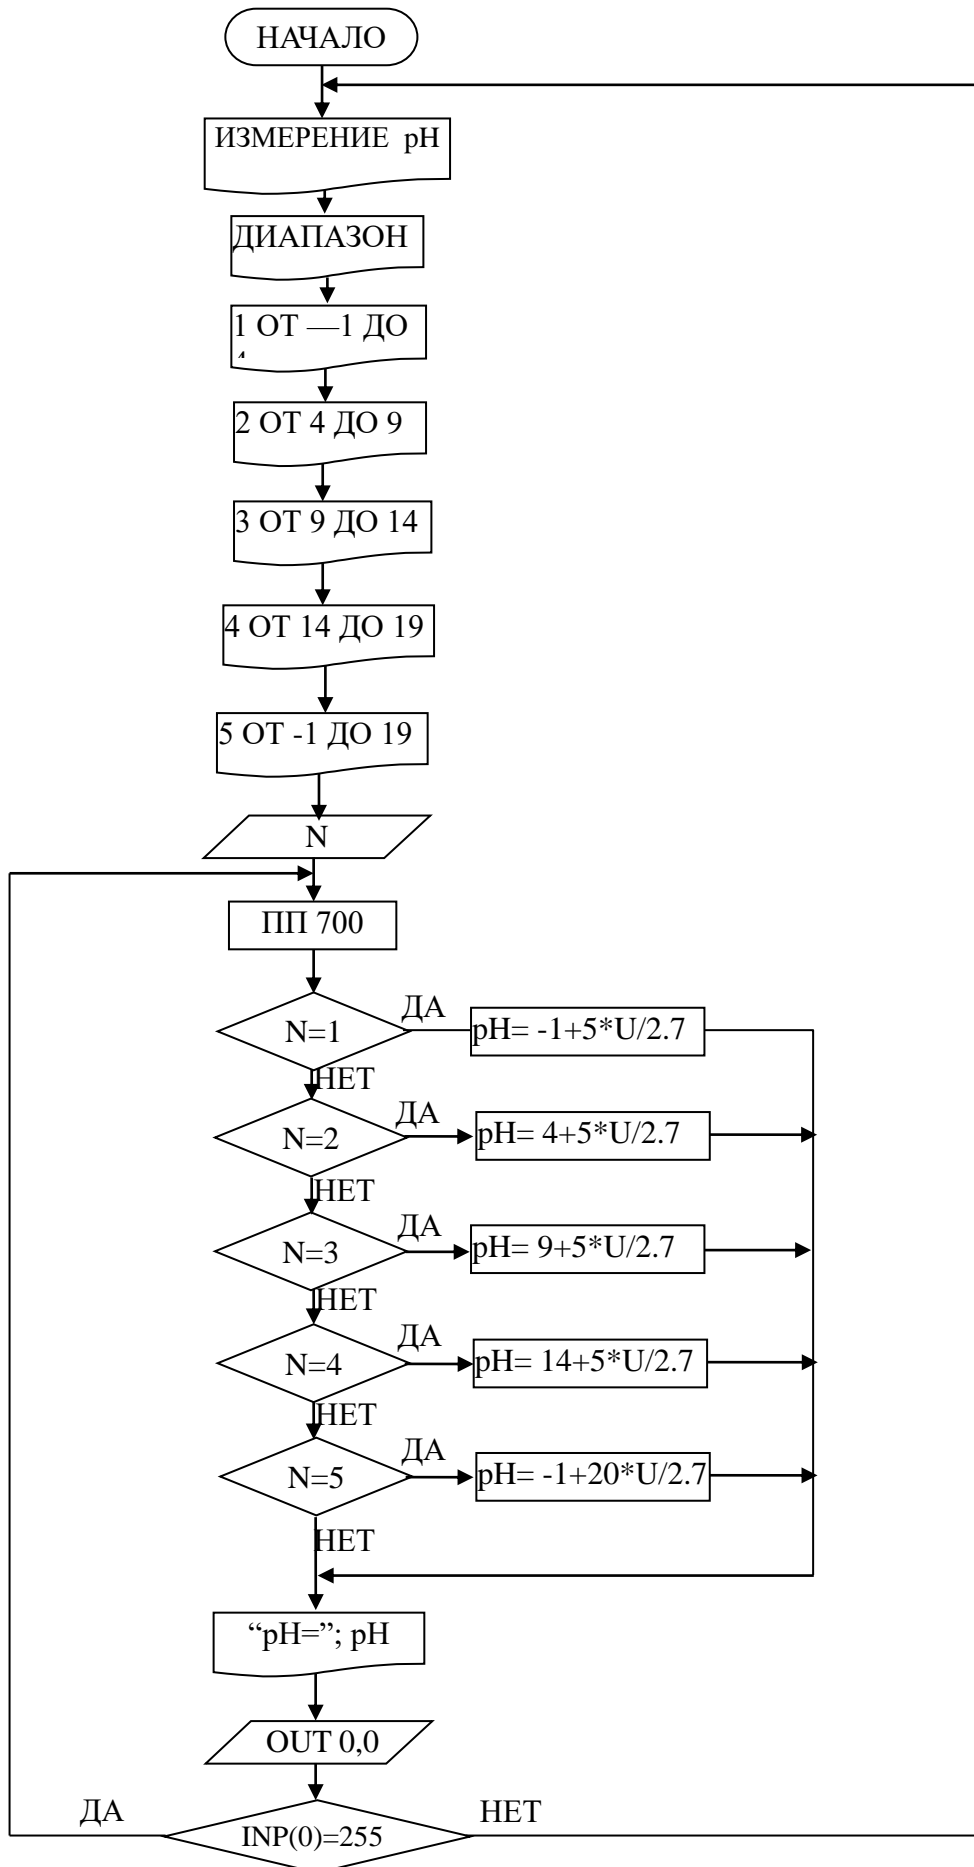 НАЧАЛО
ИЗМЕРЕНИЕ pH
ДИАПАЗОН
1 ОТ —1 ДО
2 ОТ 4 ДО 9
3 ОТ 9 ДО 14
4 ОТ 14 ДО 19
5 ОТ -1 ДО 19
N
ПП 700
N=1
ДА
pH= -1+5*U/2.7
НЕТ
N=2
ДА
pH= 4+5*U/2.7
НЕТ
N=3
ДА
pH= 9+5*U/2.7
НЕТ
N=4
ДА
pH= 14+5*U/2.7
НЕТ
N=5
ДА
pH= -1+20*U/2.7
НЕТ
“pH=”; pH
OUT 0,0
ДА
INP(0)=255
НЕТ